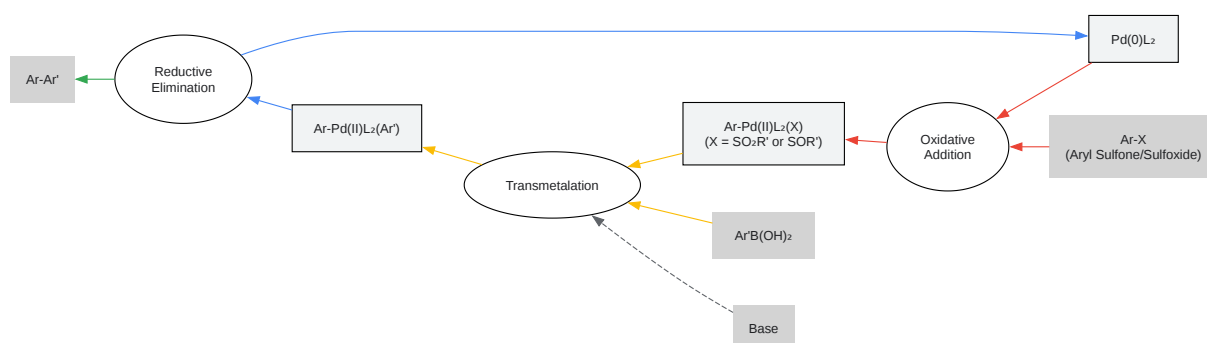 Pd(0)L₂
Reductive
Elimination
Ar-Ar'
Ar-Pd(II)L₂(Ar')
Ar-Pd(II)L₂(X)
(X = SO₂R' or SOR')
Oxidative
Addition
Ar-X
(Aryl Sulfone/Sulfoxide)
Transmetalation
Ar'B(OH)₂
Base